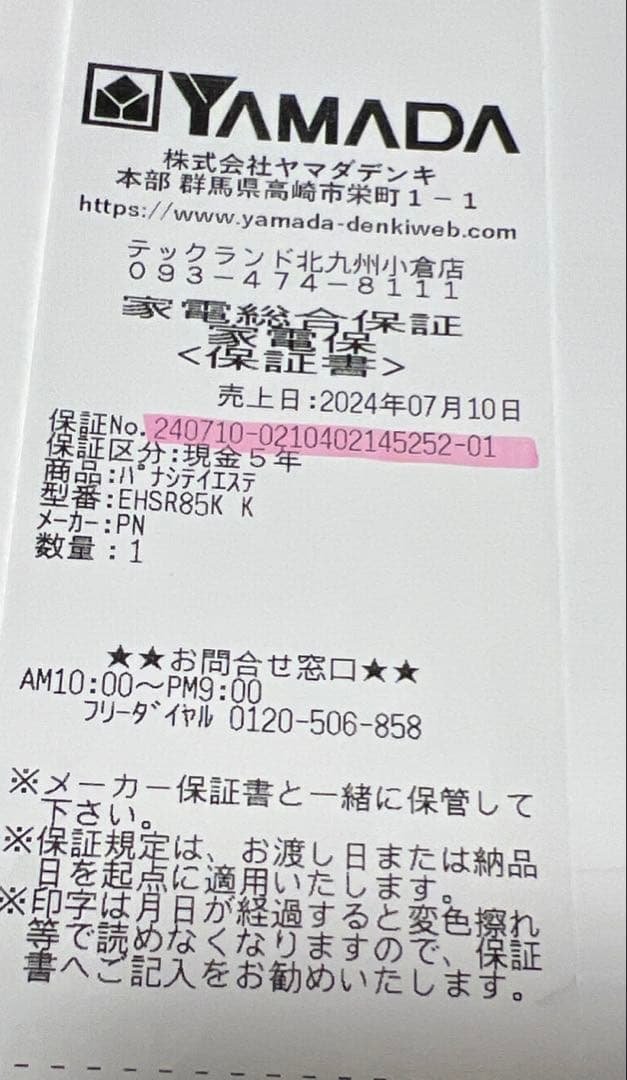 YAMADA
株式会社ヤマダデンキ
本部 群馬県高崎市栄町1-1
https://www.yamada-denkiweb.com
テックランド北九州小倉店
093-474-8111
家電総合保証
家電保
<保証書>
売上日:2024年07月10日
保証No.240710-0210402145252-01
保証区分:現金5年
商品:パナシテイエステ
型番:EHSR85K K
メーカー:PN
数量:1
★★お問合せ窓口★★
AM10:00～PM9:00
フリーダイヤル 0120-506-858
※メーカー保証書と一緒に保管して
下さい。
※保証規定は、お渡し日または納品
日を起点に適用いたします。
※印字は月日が経過すると変色擦れ
等で読めなくなりますので、保証
書へご記入をお勧めいたします。